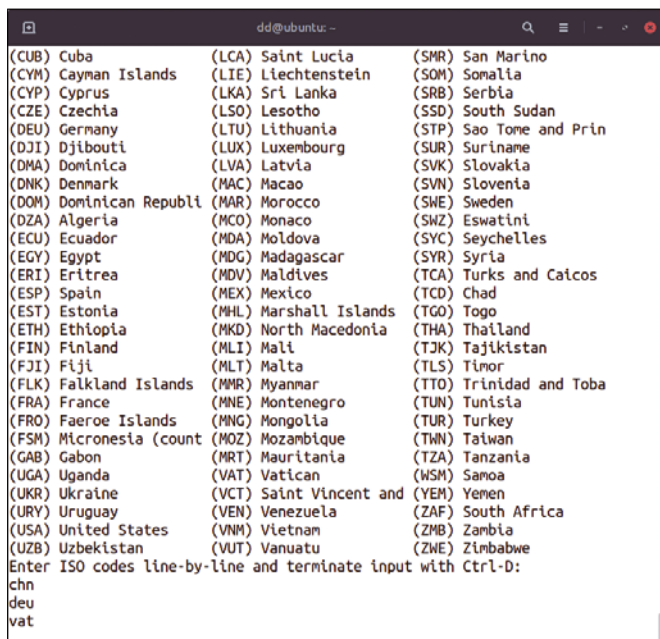 dd@ubuntu: ~
(CUB) Cuba (LCA) Saint Lucia (SMR) San Marino
(CYM) Cayman Islands (LIE) Liechtenstein (SOM) Somalia
(CYP) Cyprus (LKA) Sri Lanka (SRB) Serbia
(CZE) Czechia (LSO) Lesotho (SSD) South Sudan
(DEU) Germany (LTU) Lithuania (STP) Sao Tome and Prin
(DJI) Djibouti (LUX) Luxembourg (SUR) Suriname
(DMA) Dominica (LVA) Latvia (SVK) Slovakia
(DNK) Denmark (MAC) Macao (SVN) Slovenia
(DOM) Dominican Republi (MAR) Morocco (SWE) Sweden
(DZA) Algeria (MCO) Monaco (SWZ) Eswatini
(ECU) Ecuador (MDA) Moldova (SYC) Seychelles
(EGY) Egypt (MDG) Madagascar (SYR) Syria
(ERI) Eritrea (MDV) Maldives (TCA) Turks and Caicos
(ESP) Spain (MEX) Mexico (TCD) Chad
(EST) Estonia (MHL) Marshall Islands (TGO) Togo
(ETH) Ethiopia (MKD) North Macedonia (THA) Thailand
(FIN) Finland (MLI) Mali (TJK) Tajikistan
(FJI) Fiji (MLT) Malta (TLS) Timor
(FLK) Falkland Islands (MMR) Myanmar (TTO) Trinidad and Toba
(FRA) France (MNE) Montenegro (TUN) Tunisia
(FRO) Faeroe Islands (MNG) Mongolia (TUR) Turkey
(FSM) Micronesia (count (MOZ) Mozambique (TWN) Taiwan
(GAB) Gabon (MRT) Mauritania (TZA) Tanzania
(UGA) Uganda (VAT) Vatican (WSM) Samoa
(UKR) Ukraine (VCT) Saint Vincent and (YEM) Yemen
(URY) Uruguay (VEN) Venezuela (ZAF) South Africa
(USA) United States (VNM) Vietnam (ZMB) Zambia
(UZB) Uzbekistan (VUT) Vanuatu (ZWE) Zimbabwe
Enter ISO codes line-by-line and terminate input with Ctrl-D:
chn
deu
vat